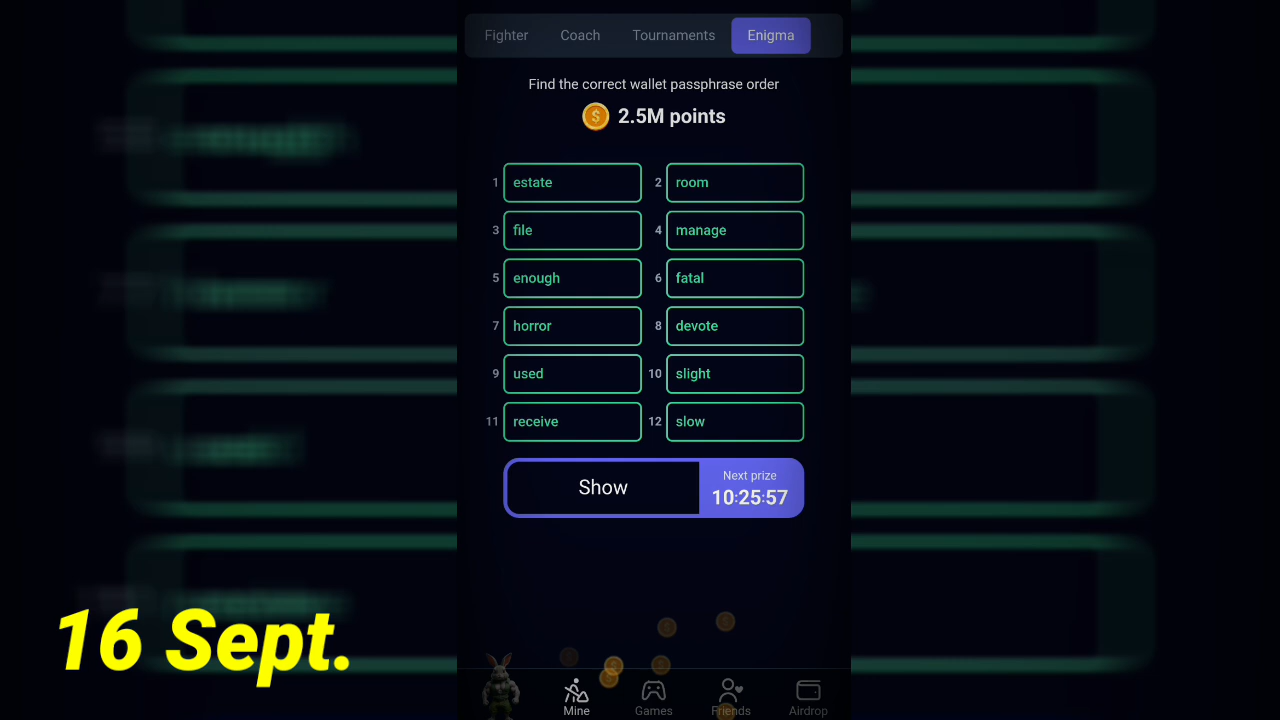 Fighter Coach Tournaments Enigma
Find the correct wallet passphrase order
2.5M points
1 estate 2 room
3 file 4 manage
5 enough 6 fatal
7 horror 8 devote
9 used 10 slight
11 receive 12 slow
Show
Next prize
10:25:57
16 Sept.
Mine Games Friends Airdrop